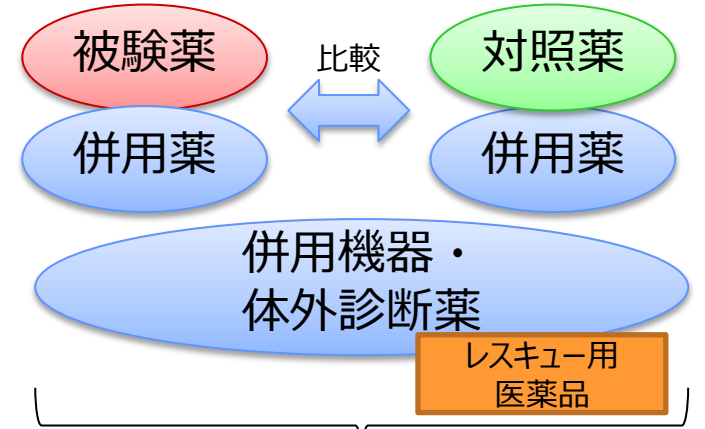 被験薬
比較
対照薬
併用薬
併用薬
併用機器・
体外診断薬
レスキュー用
医薬品